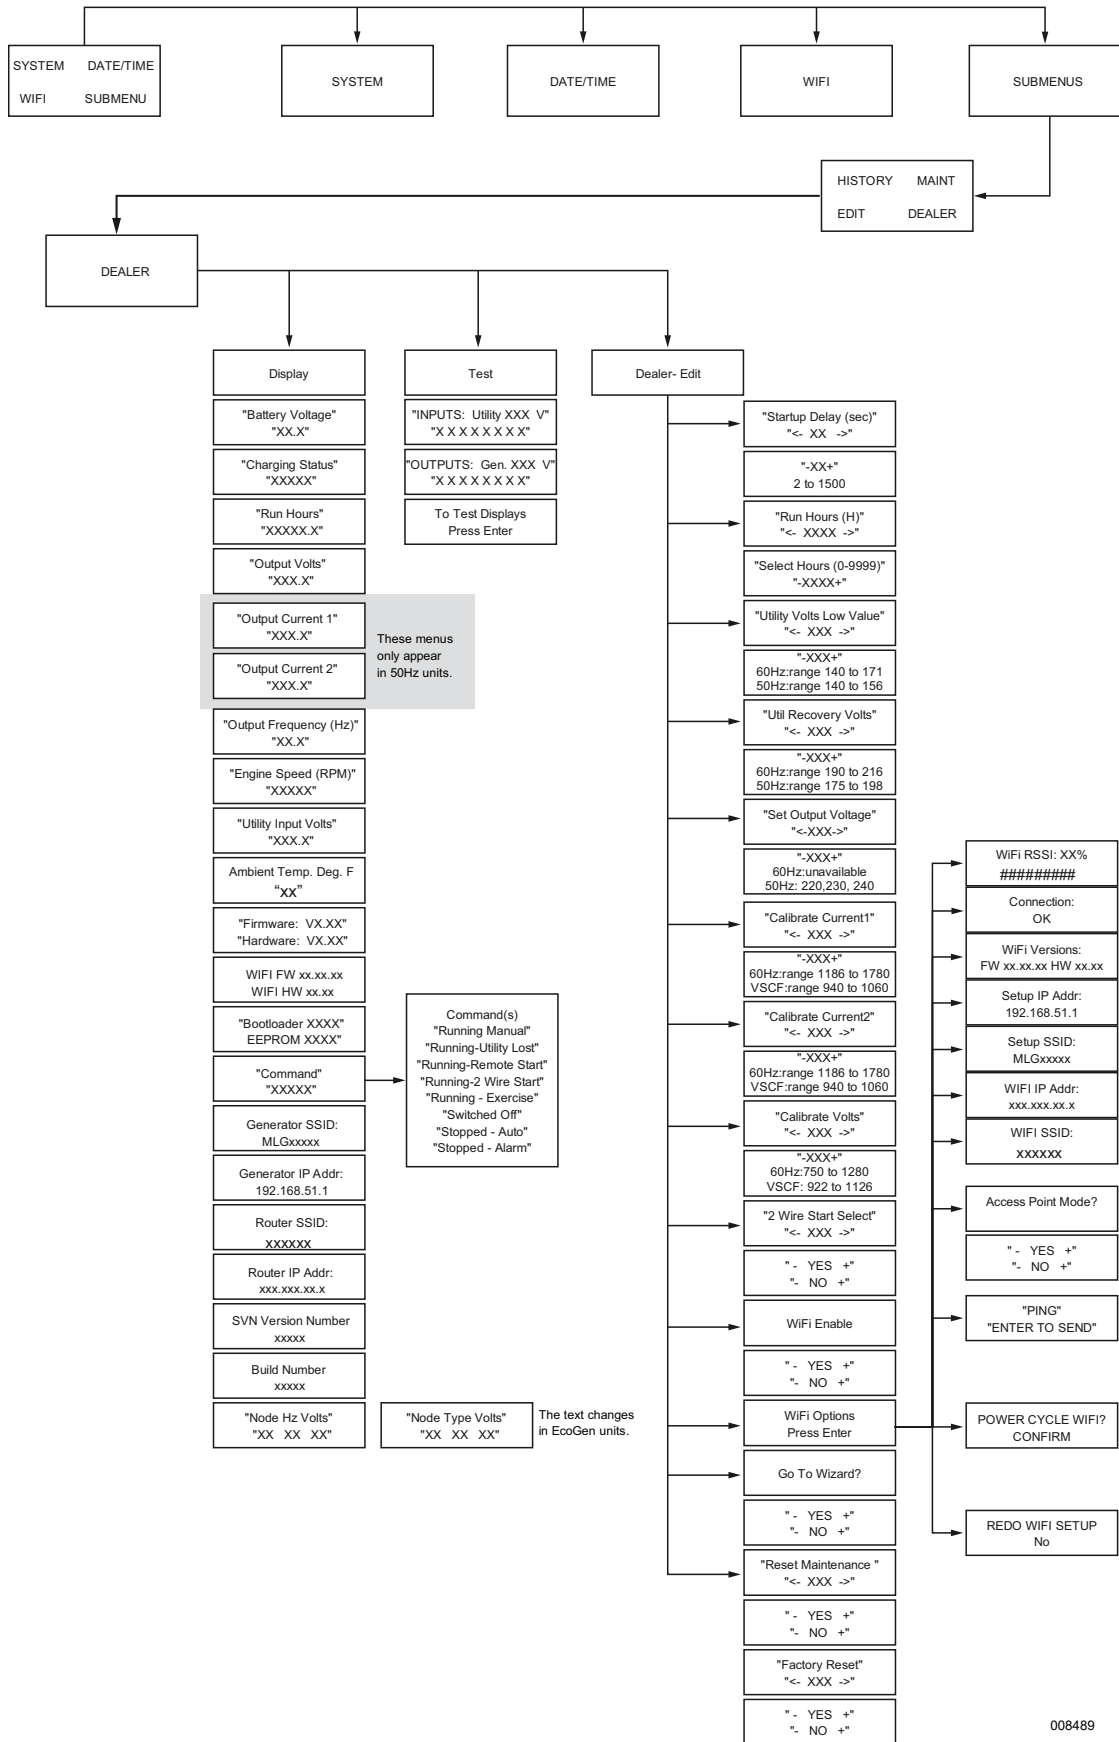 SYSTEM DATE/TIME
WIFI SUBMENU
SYSTEM
DATE/TIME
WIFI
SUBMENUS
HISTORY MAINT
EDIT DEALER
DEALER
Display
"Battery Voltage"
"XX.X"
"Charging Status"
"XXXXX"
"Run Hours"
"XXXXX.X"
"Output Volts"
"XXX.X"
"Output Current 1"
"XXX.X"
"Output Current 2"
"XXX.X"
These menus
only appear
in 50Hz units.
"Output Frequency (Hz)"
"XX.X"
"Engine Speed (RPM)"
"XXXXX"
"Utility Input Volts"
"XXX.X"
Ambient Temp. Deg. F
“xx”
"Firmware: VX.XX"
"Hardware: VX.XX"
WIFI FW xx.xx.xx
WIFI HW xx.xx
"Bootloader XXXX"
EEPROM XXXX"
"Command"
"XXXXX"
Generator SSID:
MLGxxxxx
Generator IP Addr:
192.168.51.1
Router SSID:
xxxxxx
Router IP Addr:
xxx.xxx.xx.x
SVN Version Number
xxxxx
Build Number
xxxxx
"Node Hz Volts"
"XX XX XX"
"Node Type Volts"
"XX XX XX"
The text changes
in EcoGen units.
Command(s)
"Running Manual"
"Running-Utility Lost"
"Running-Remote Start"
"Running-2 Wire Start"
"Running - Exercise"
"Switched Off"
"Stopped - Auto"
"Stopped - Alarm"
Test
"INPUTS: Utility XXX V"
"X X X X X X X X"
"OUTPUTS: Gen. XXX V"
"X X X X X X X X"
To Test Displays
Press Enter
Dealer- Edit
"Startup Delay (sec)"
"<- XX ->"
"-XX+"
2 to 1500
"Run Hours (H)"
"<- XXXX ->"
"Select Hours (0-9999)"
"-XXXX+"
"Utility Volts Low Value"
"<- XXX ->"
"-XXX+"
60Hz:range 140 to 171
50Hz:range 140 to 156
"Util Recovery Volts"
"<- XXX ->"
"-XXX+"
60Hz:range 190 to 216
50Hz:range 175 to 198
"Set Output Voltage"
"<-XXX->"
"-XXX+"
60Hz:unavailable
50Hz: 220,230, 240
"Calibrate Current1"
"<- XXX ->"
"-XXX+"
60Hz:range 1186 to 1780
VSCF:range 940 to 1060
"Calibrate Current2"
"<- XXX ->"
"-XXX+"
60Hz:range 1186 to 1780
VSCF:range 940 to 1060
"Calibrate Volts"
"<- XXX ->"
"-XXX+"
60Hz:750 to 1280
VSCF: 922 to 1126
"2 Wire Start Select"
"<- XXX ->"
" - YES +"
"- NO +"
WiFi Enable
" - YES +"
"- NO +"
WiFi Options
Press Enter
Go To Wizard?
" - YES +"
"- NO +"
"Reset Maintenance "
"<- XXX ->"
" - YES +"
"- NO +"
"Factory Reset"
"<- XXX ->"
" - YES +"
"- NO +"
WiFi RSSI: XX%
#########
Connection:
OK
WiFi Versions:
FW xx.xx.xx HW xx.xx
Setup IP Addr:
192.168.51.1
Setup SSID:
MLGxxxxx
WIFI IP Addr:
xxx.xxx.xx.x
WIFI SSID:
xxxxxx
Access Point Mode?
" - YES +"
"- NO +"
"PING"
"ENTER TO SEND"
POWER CYCLE WIFI?
CONFIRM
REDO WIFI SETUP
No
008489